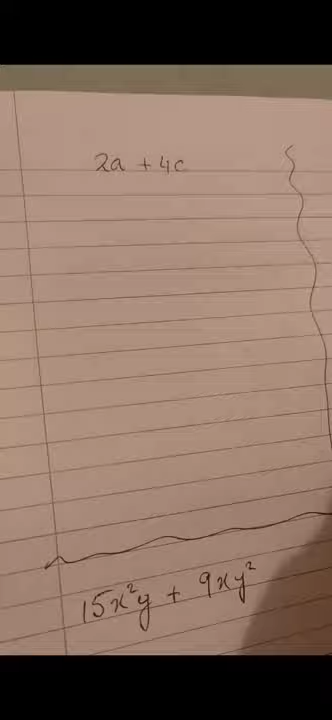 2a + 4c
15x²y + 9xy²